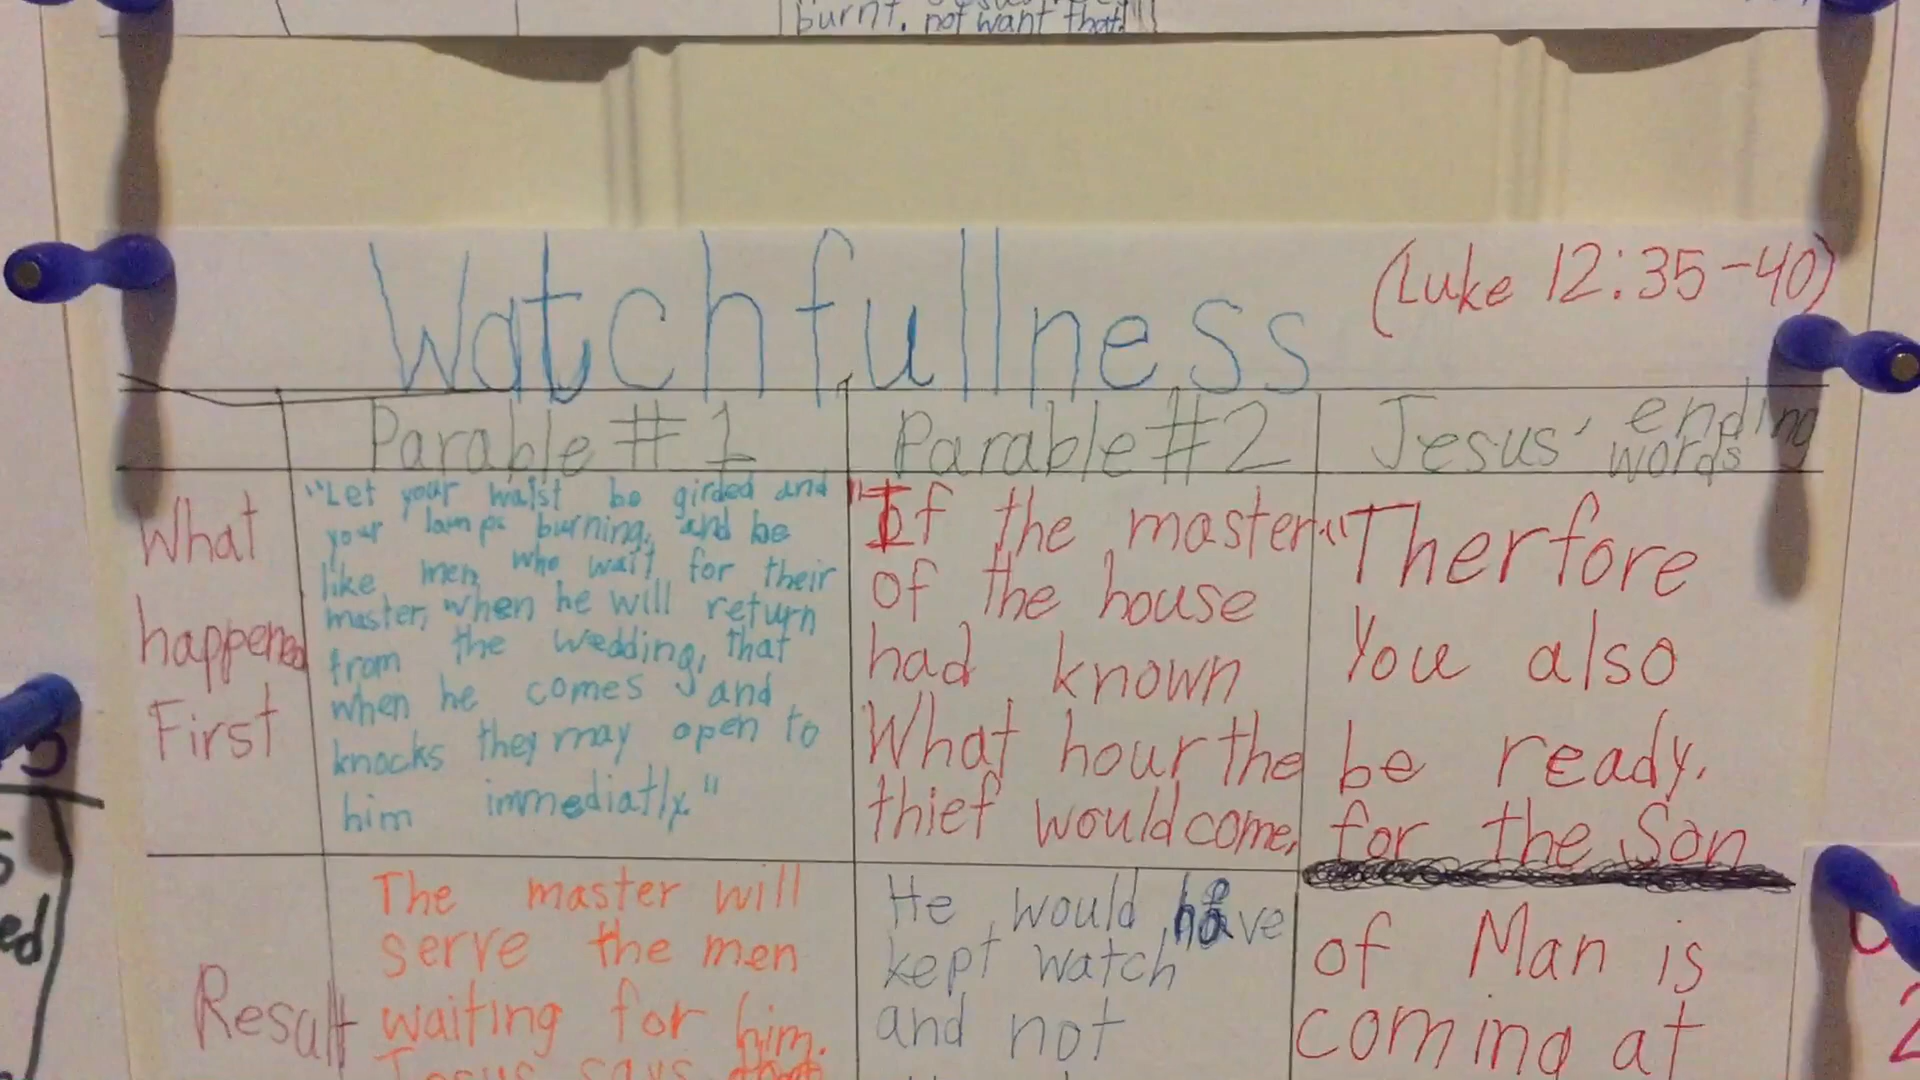 burnt. not want that!
Watchfullness
(Luke 12:35-40)
Parable #1
Parable #2
Jesus' ending
words
What
happened
First
"Let your waist be girded and
your lamps burning, and be
like men who wait for their
master, when he will return
from the wedding, that
when he comes and
knocks they may open to
him immediatly."
"If the master
of the house
had known
What hour the
thief would come,
"Therfore
You also
be ready.
for the Son
of Man is
coming at
Result
The master will
serve the men
waiting for him.
Jesus says that
He would have
kept watch
and not
ed